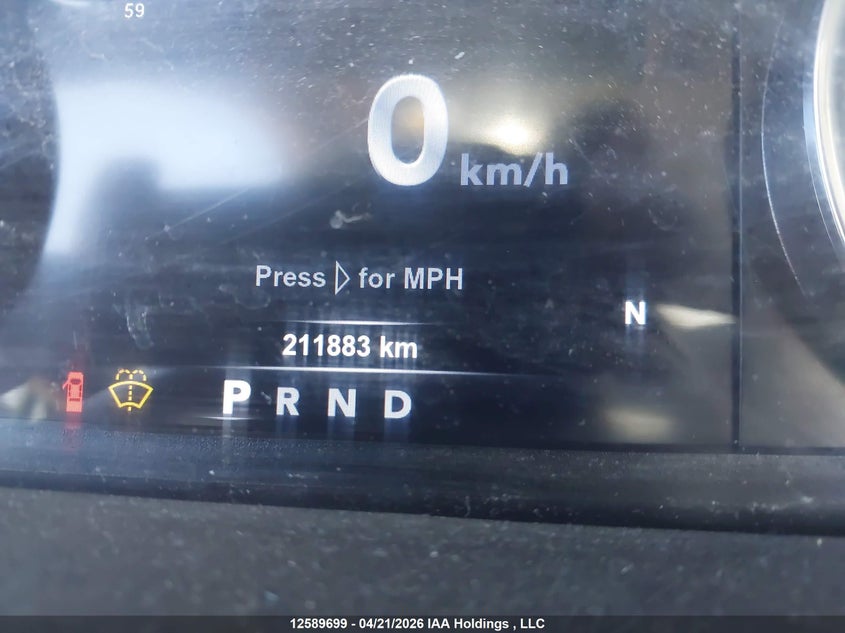 59
0 km/h
Press ▷ for MPH
N
211883 km
P R N D
12589699 - 04/21/2026 IAA Holdings , LLC